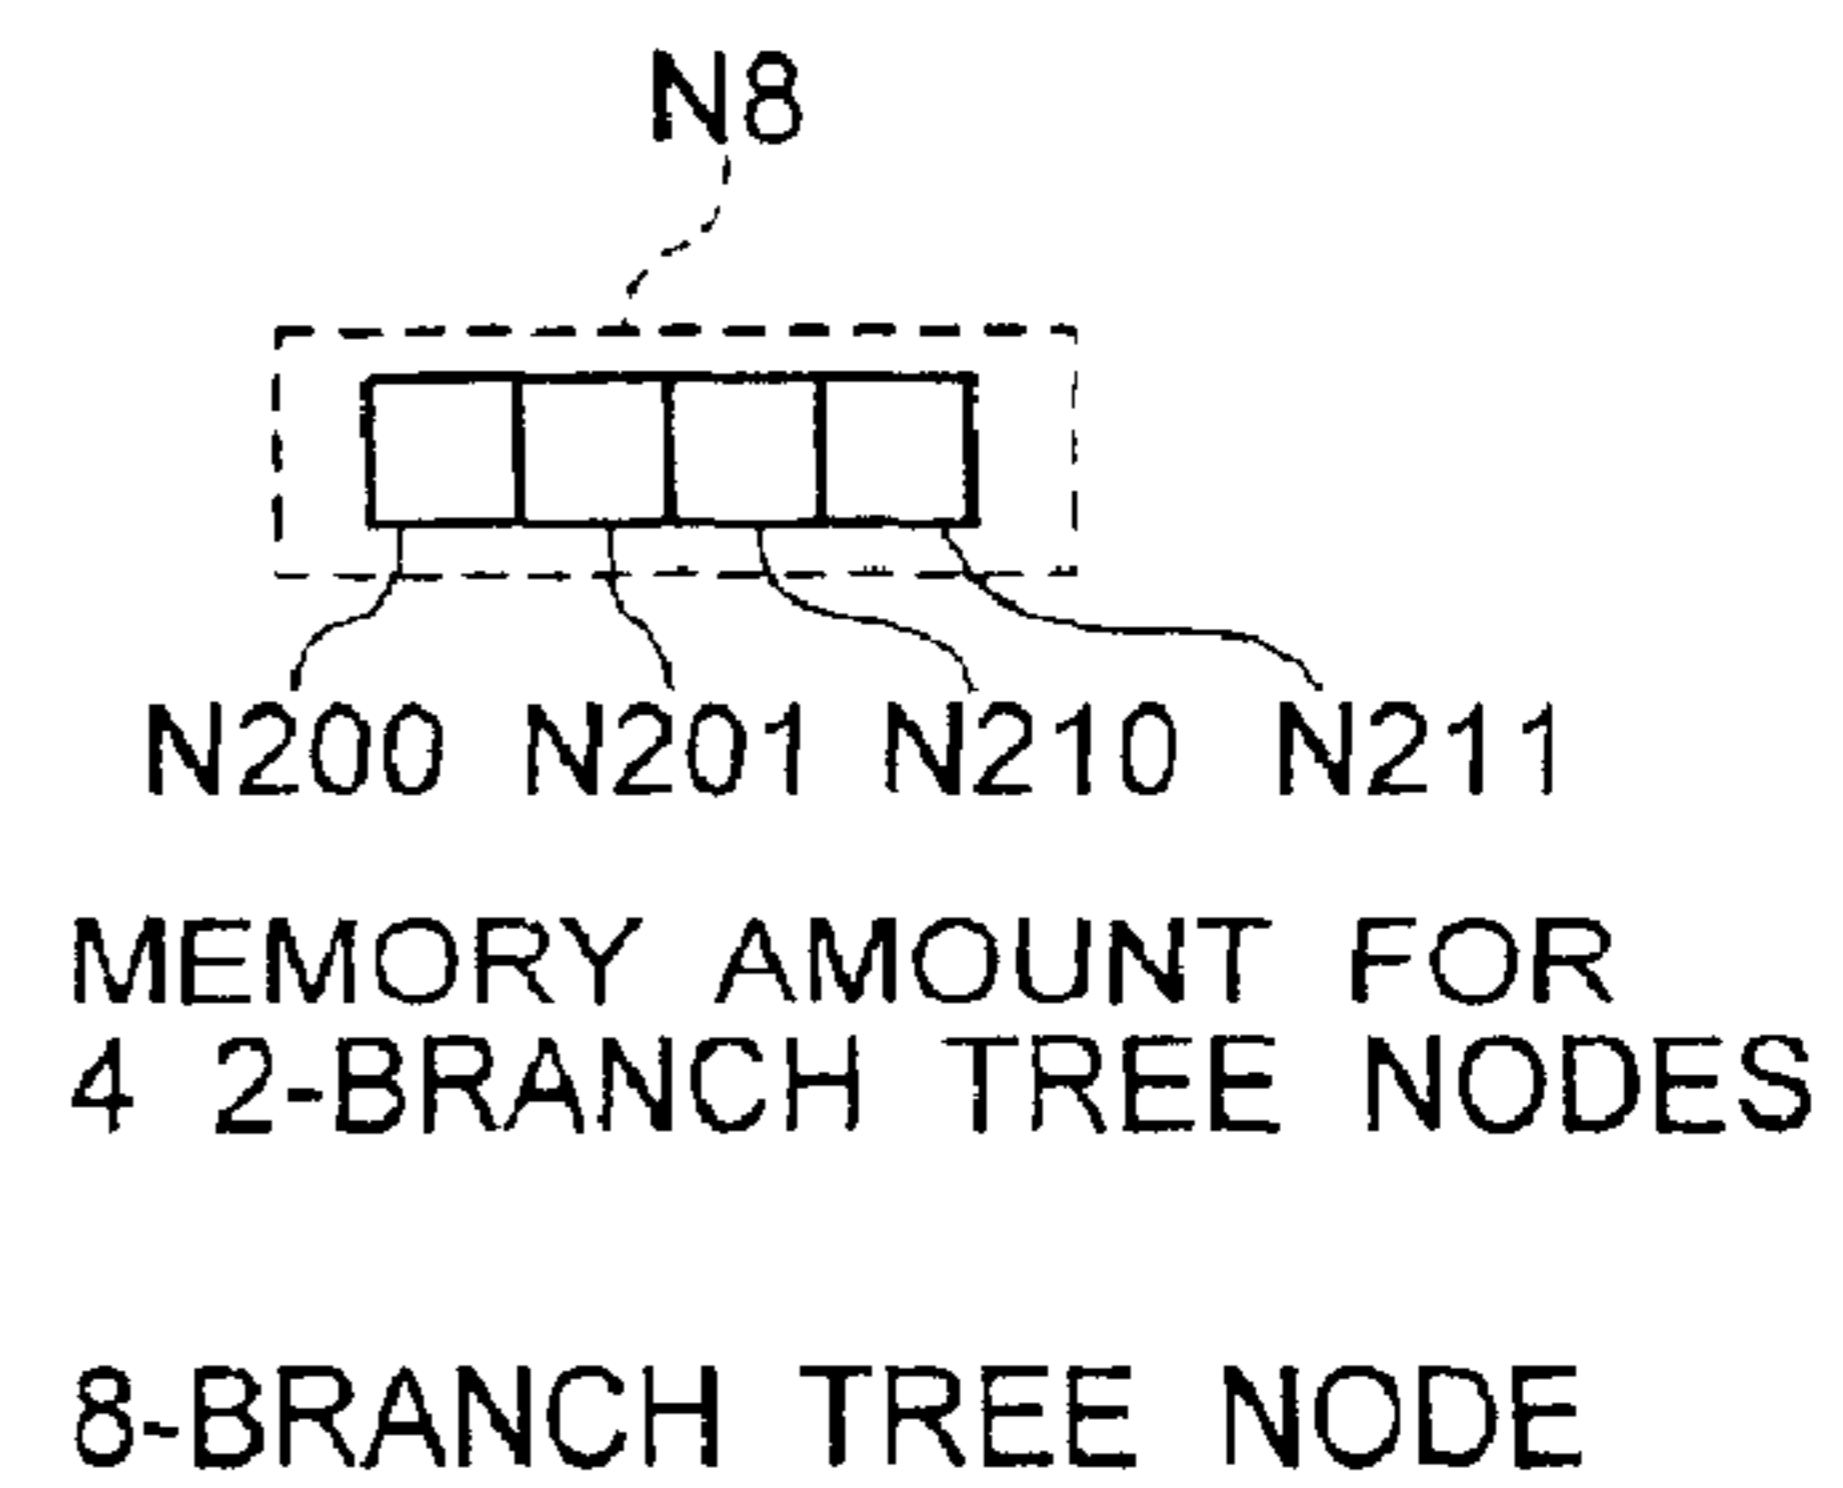 N8
N200 N201 N210 N211
MEMORY AMOUNT FOR
4 2-BRANCH TREE NODES
8-BRANCH TREE NODE